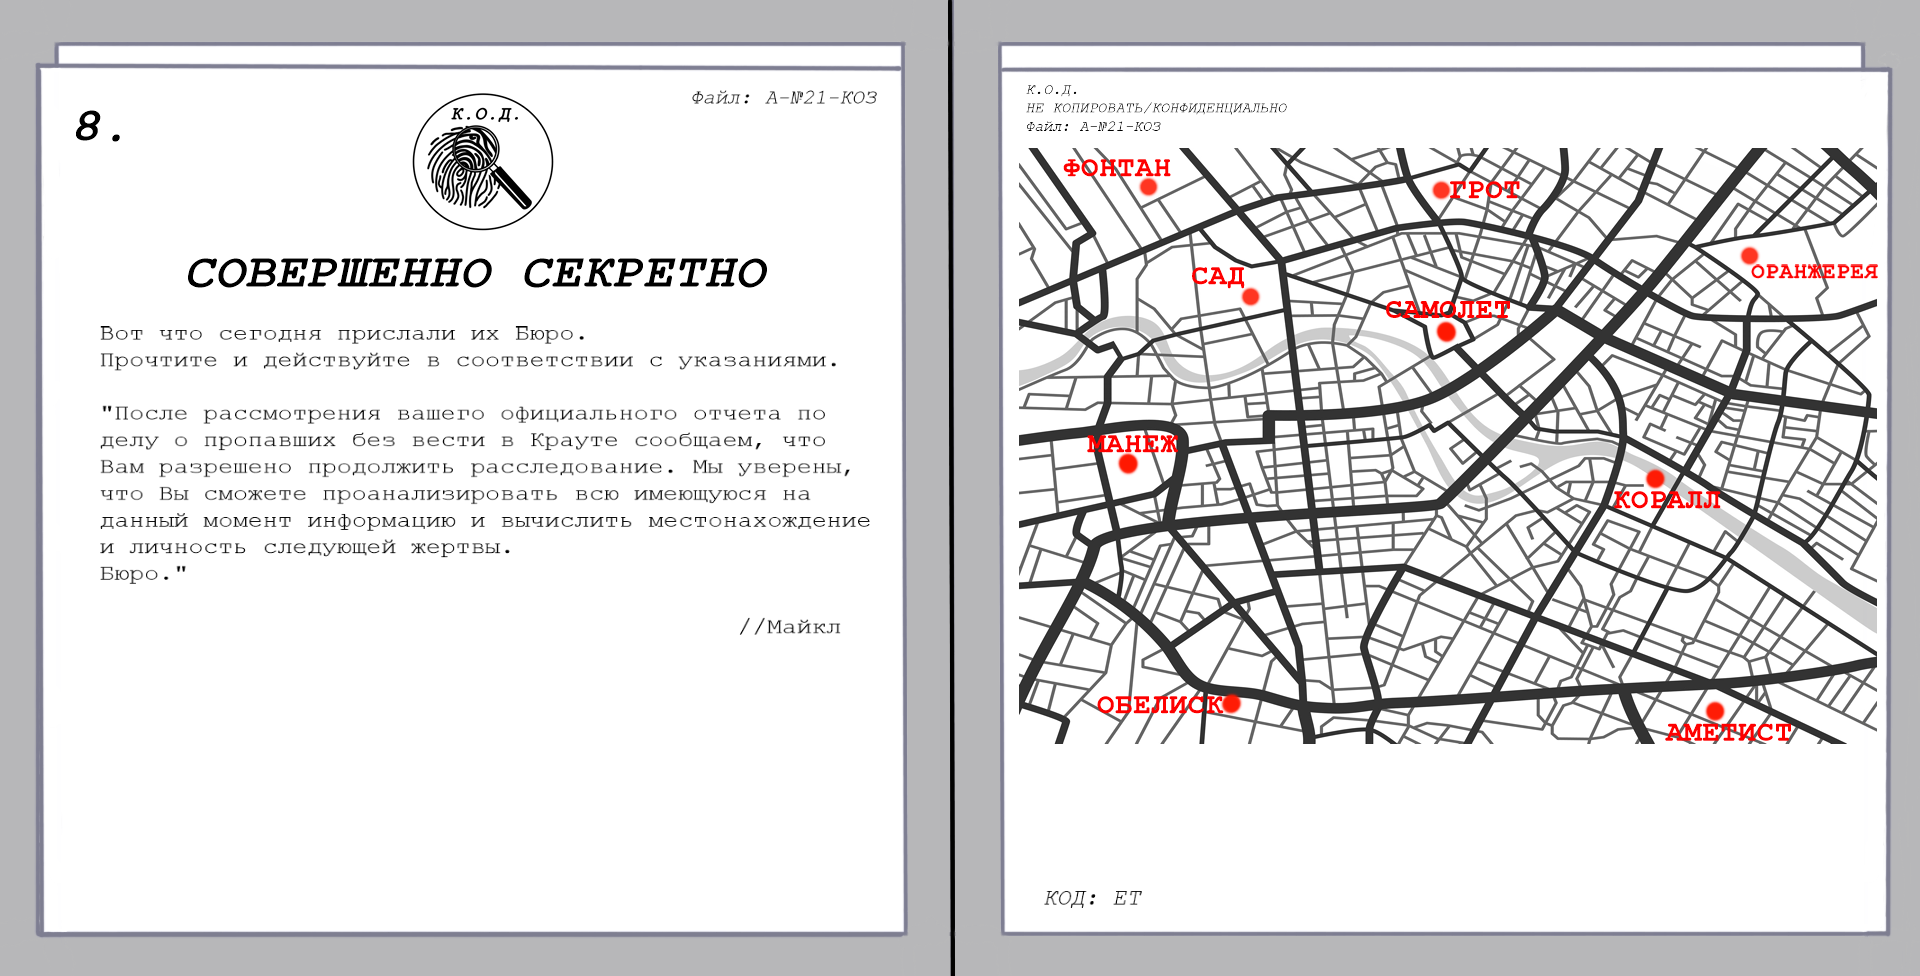 8.
К.О.Д.
Файл: А-№21-КОЗ
СОВЕРШЕННО СЕКРЕТНО
Вот что сегодня прислали их Бюро.
Прочтите и действуйте в соответствии с указаниями.
"После рассмотрения вашего официального отчета по
делу о пропавших без вести в Крауте сообщаем, что
Вам разрешено продолжить расследование. Мы уверены,
что Вы сможете проанализировать всю имеющуюся на
данный момент информацию и вычислить местонахождение
и личность следующей жертвы.
Бюро."
//Майкл
К.О.Д.
НЕ КОПИРОВАТЬ/КОНФИДЕНЦИАЛЬНО
Файл: А-№21-КОЗ
ФОНТАН
ГРОТ
ОРАНЖЕРЕЯ
САД
САМОЛЕТ
МАНЕЖ
КОРАЛЛ
ОБЕЛИСК
АМЕТИСТ
КОД: ЕТ